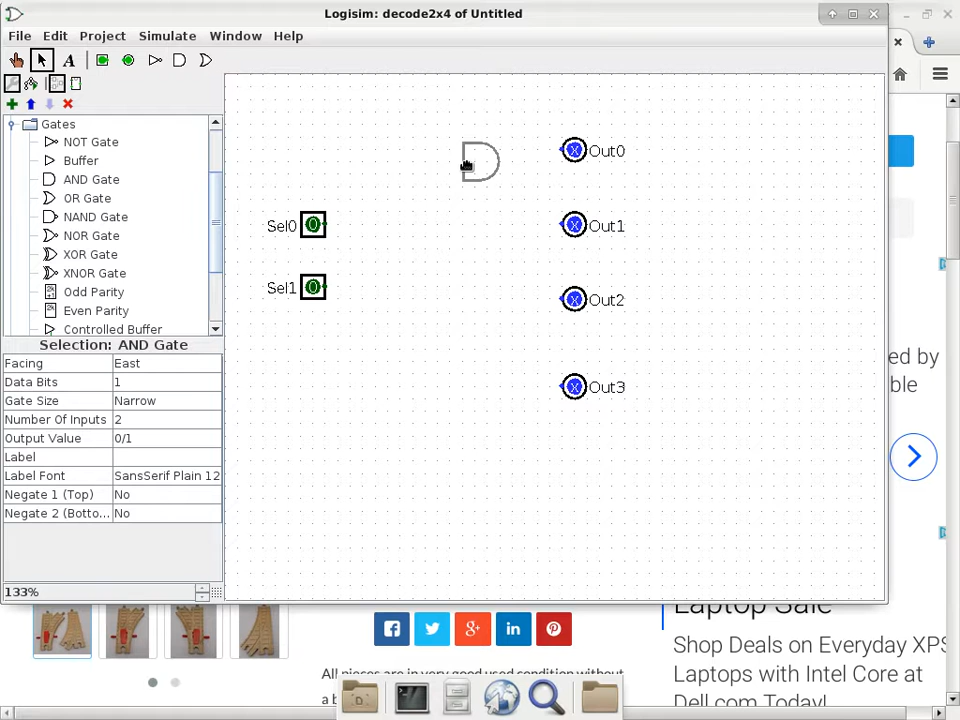 Logisim: decode2x4 of Untitled
File Edit Project Simulate Window Help
A
Gates
NOT Gate
Buffer
AND Gate
OR Gate
NAND Gate
NOR Gate
XOR Gate
XNOR Gate
Odd Parity
Even Parity
Controlled Buffer
Selection: AND Gate
Facing East
Data Bits 1
Gate Size Narrow
Number Of Inputs 2
Output Value 0/1
Label
Label Font SansSerif Plain 12
Negate 1 (Top) No
Negate 2 (Botto... No
133%
Sel0 0
Sel1 0
x Out0
x Out1
x Out2
x Out3
ed by
ble
Laptop Sale
Shop Deals on Everyday XPS
Laptops with Intel Core at
Dell.com Today!
All pieces are in very good used condition without
a b